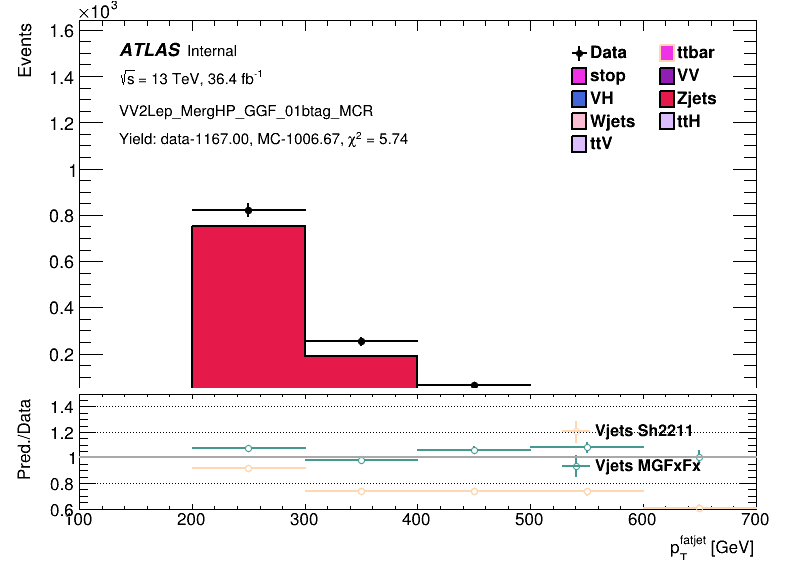 ×10³
Events
1.6
1.4
1.2
1
0.8
0.6
0.4
0.2
ATLAS Internal
√s = 13 TeV, 36.4 fb⁻¹
VV2Lep_MergHP_GGF_01btag_MCR
Yield: data-1167.00, MC-1006.67, χ² = 5.74
Data ttbar
stop VV
VH Zjets
Wjets ttH
ttV
Pred./Data
1.4
1.2
1
0.8
0.6
Vjets Sh2211
Vjets MGFxFx
100 200 300 400 500 600 700
p_T^fatjet [GeV]